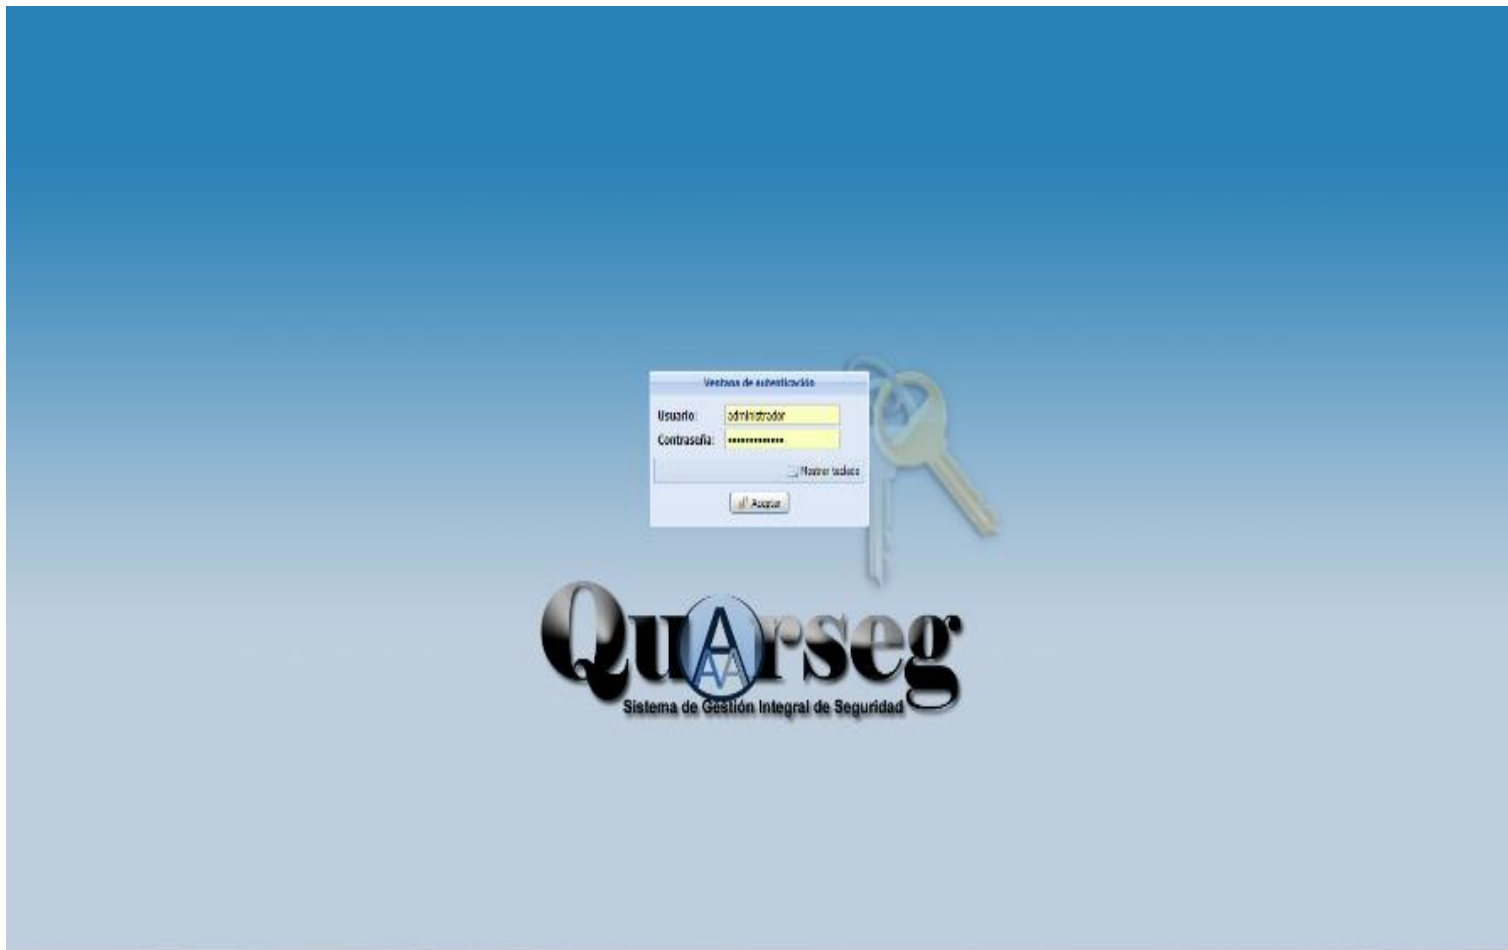 Ventana de autenticación
Usuario: administrador
Contraseña: •••••••••••••
Mostrar teclado
Aceptar
QuArseg
Sistema de Gestión Integral de Seguridad